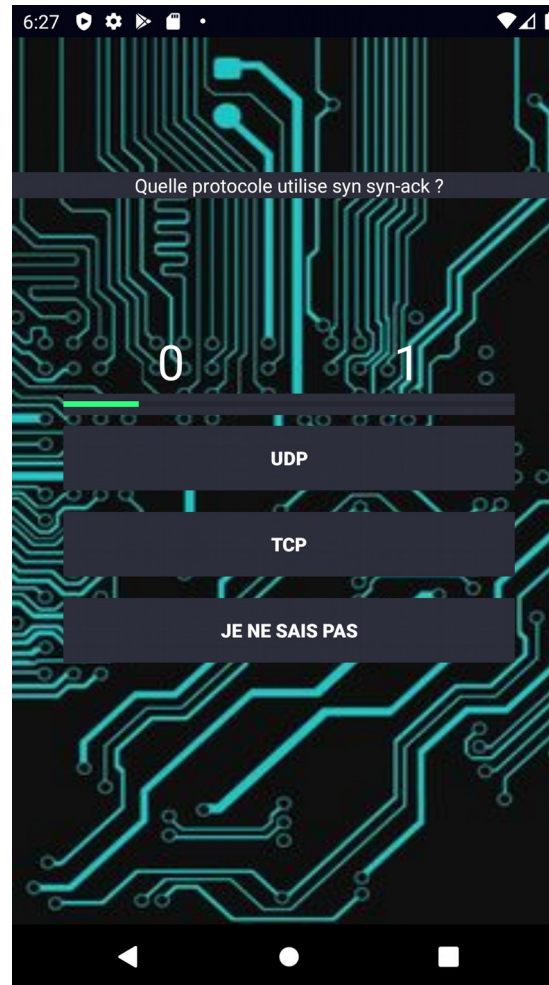 6:27
Quelle protocole utilise syn syn-ack ?
0 1
UDP
TCP
JE NE SAIS PAS